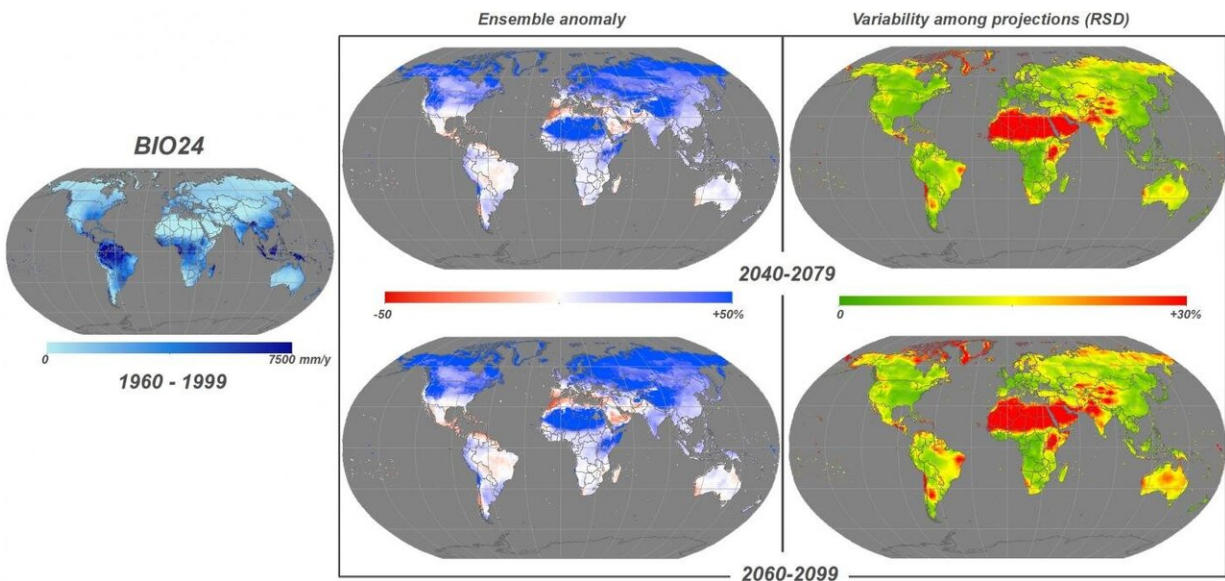 Ensemble anomaly
Variability among projections (RSD)
BIO24
0
7500 mm/y
1960 - 1999
2040-2079
-50
+50%
0
+30%
2060-2099